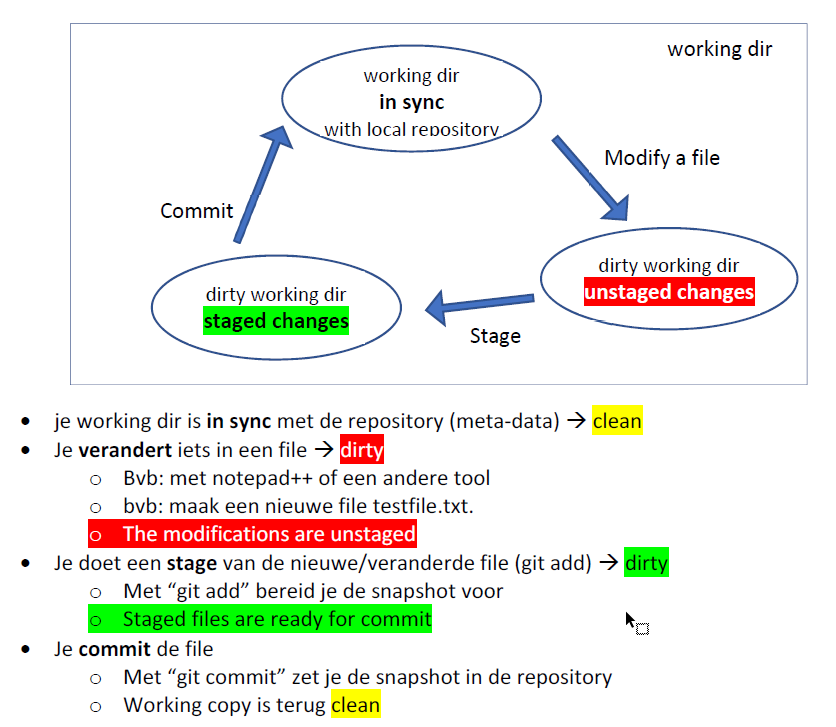 working dir
working dir
in sync
with local repository
Modify a file
Commit
dirty working dir
unstaged changes
dirty working dir
staged changes
Stage
• je working dir is in sync met de repository (meta-data) → clean
• Je verandert iets in een file → dirty
o Bvb: met notepad++ of een andere tool
o bvb: maak een nieuwe file testfile.txt.
o The modifications are unstaged
• Je doet een stage van de nieuwe/veranderde file (git add) → dirty
o Met “git add” bereid je de snapshot voor
o Staged files are ready for commit
• Je commit de file
o Met “git commit” zet je de snapshot in de repository
o Working copy is terug clean